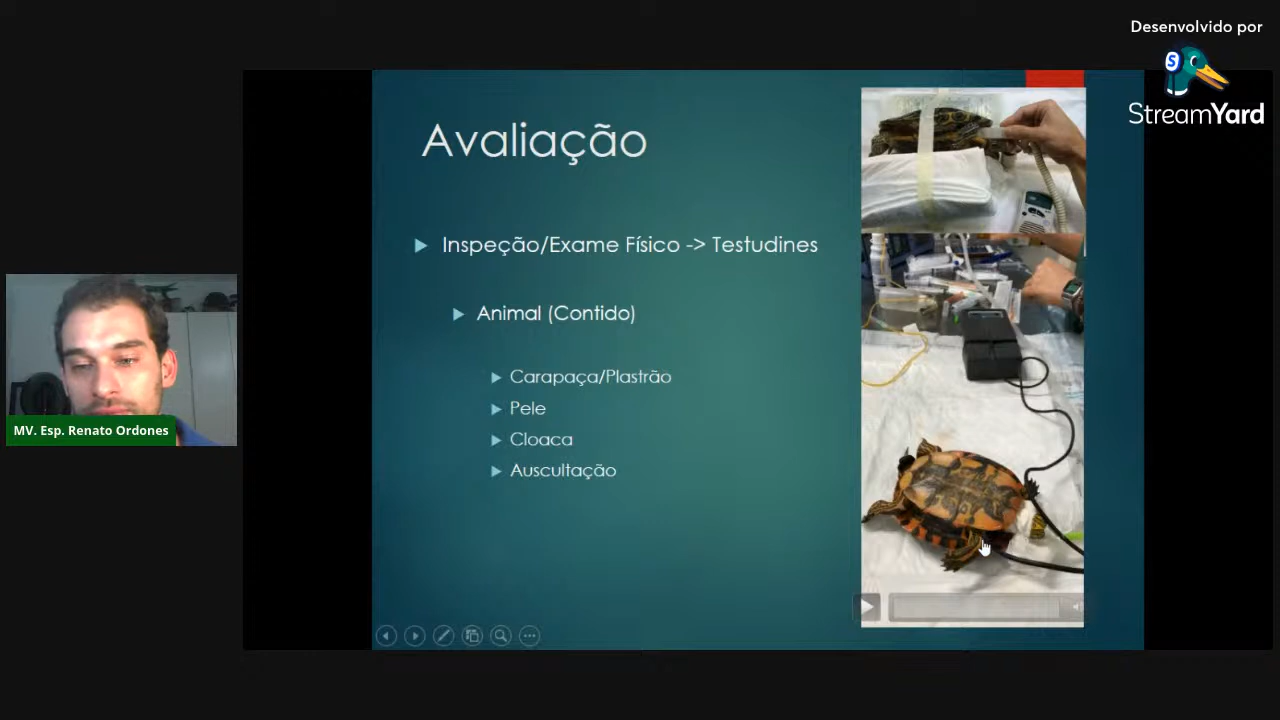 Desenvolvido por
StreamYard
Avaliação
Inspeção/Exame Físico -> Testudines
Animal (Contido)
Carapaça/Plastrão
Pele
Cloaca
Auscultação
MV. Esp. Renato Ordones